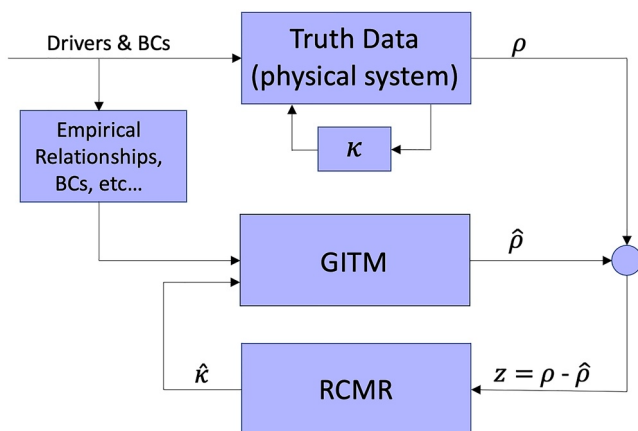 Drivers & BCs
Truth Data
(physical system)
ρ
κ
Empirical
Relationships,
BCs, etc...
GITM
ρ̂
κ̂
RCMR
z = ρ - ρ̂